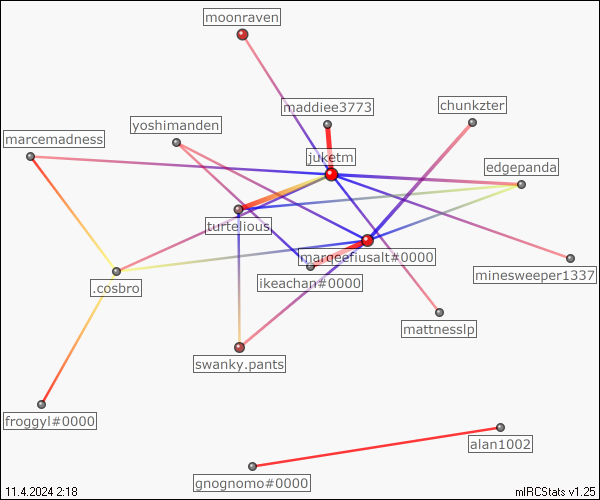 moonraven
maddiee3773
chunkzter
yoshimanden
marcemadness
juketm
edgepanda
turtelious
marqeefiusalt#0000
minesweeper1337
ikeachan#0000
.cosbro
mattnesslp
swanky.pants
froggyl#0000
alan1002
gnognomo#0000
11.4.2024 2:18
mIRCStats v1.25